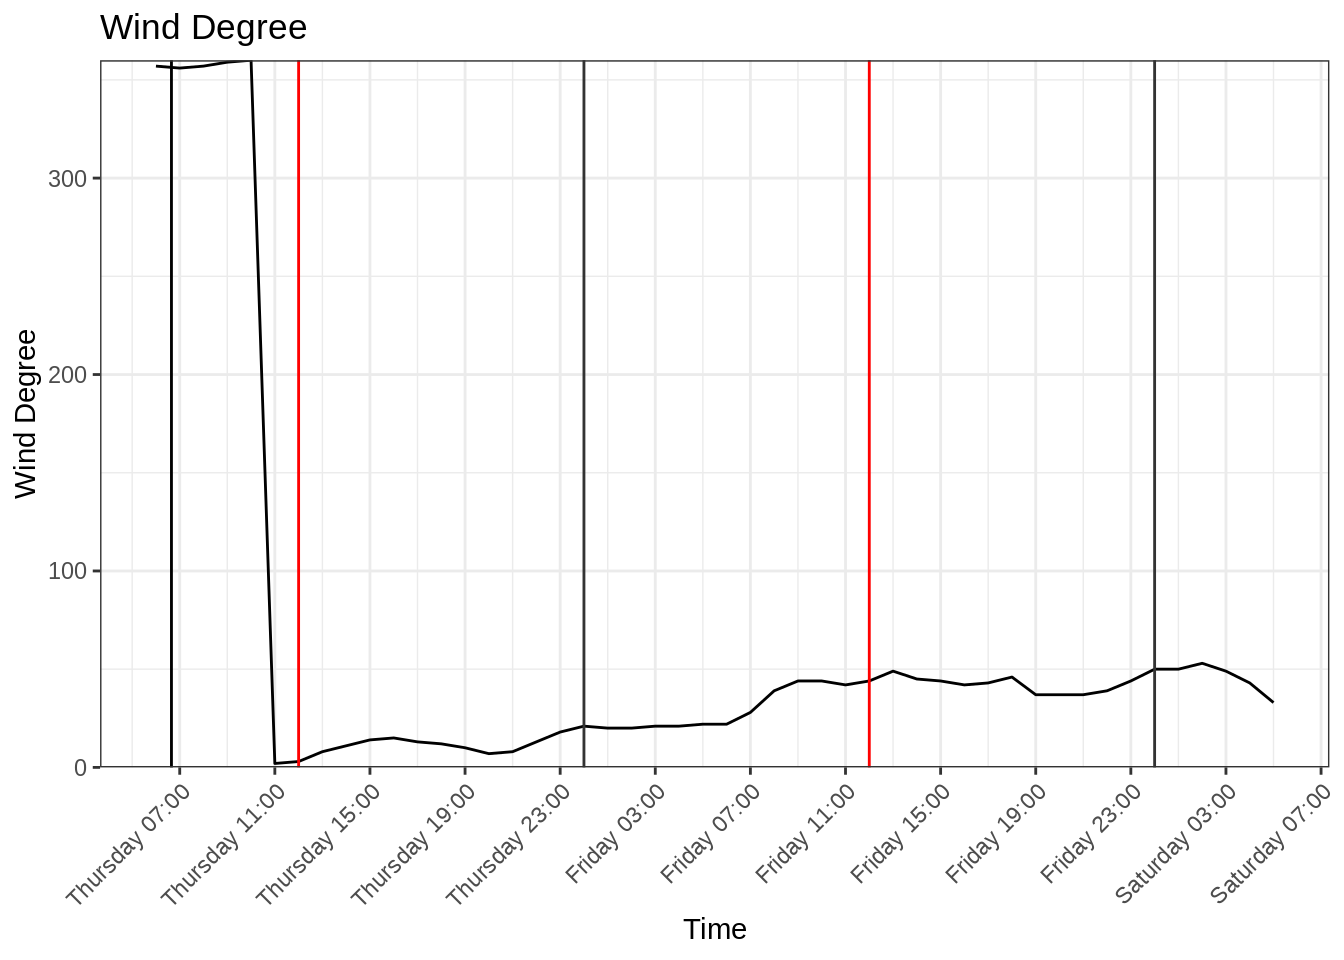 Wind Degree
Wind Degree
300
200
100
0
Thursday 07:00
Thursday 11:00
Thursday 15:00
Thursday 19:00
Thursday 23:00
Friday 03:00
Friday 07:00
Friday 11:00
Friday 15:00
Friday 19:00
Friday 23:00
Saturday 03:00
Saturday 07:00
Time